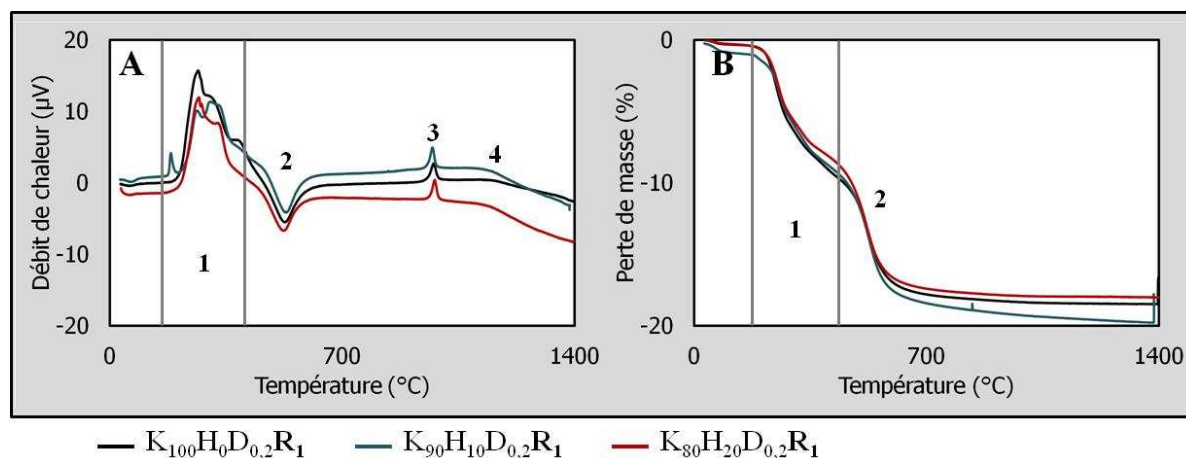 20
10
0
-10
-20
Débit de chaleur (µV)
A
1
2
3
4
0
700
1400
Température (°C)
0
-10
-20
Perte de masse (%)
B
1
2
0
700
1400
Température (°C)
K₁₀₀H₀D₀,₂R₁
K₉₀H₁₀D₀,₂R₁
K₈₀H₂₀D₀,₂R₁